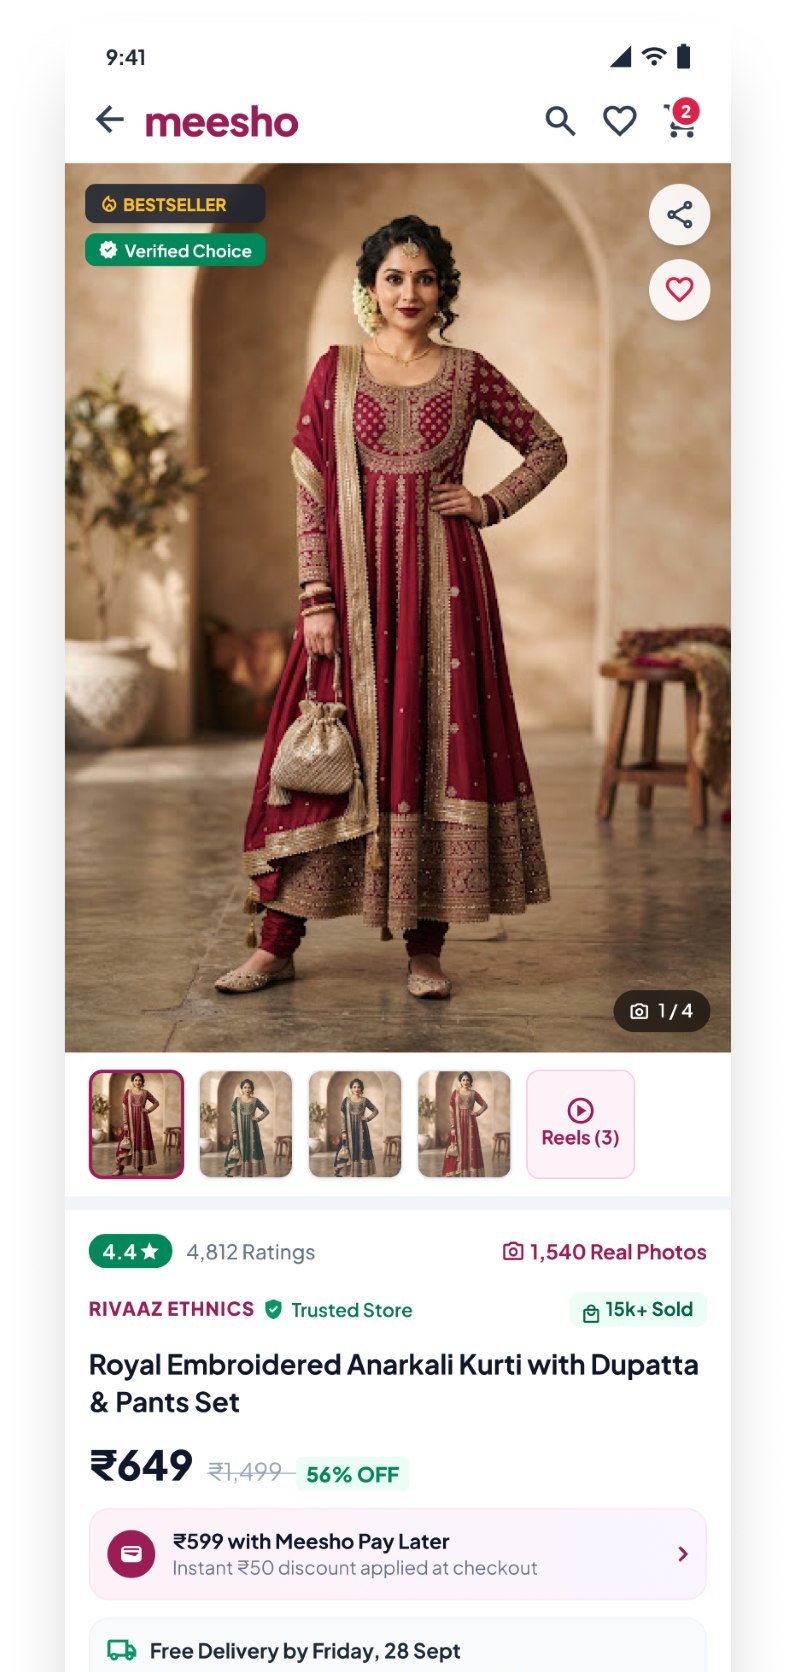 9:41
meesho
2
BESTSELLER
Verified Choice
1 / 4
Reels (3)
4.4 ★ 4,812 Ratings
1,540 Real Photos
RIVAAZ ETHNICS Trusted Store
15k+ Sold
Royal Embroidered Anarkali Kurti with Dupatta
& Pants Set
₹649 ₹1,499 56% OFF
₹599 with Meesho Pay Later
Instant ₹50 discount applied at checkout
Free Delivery by Friday, 28 Sept